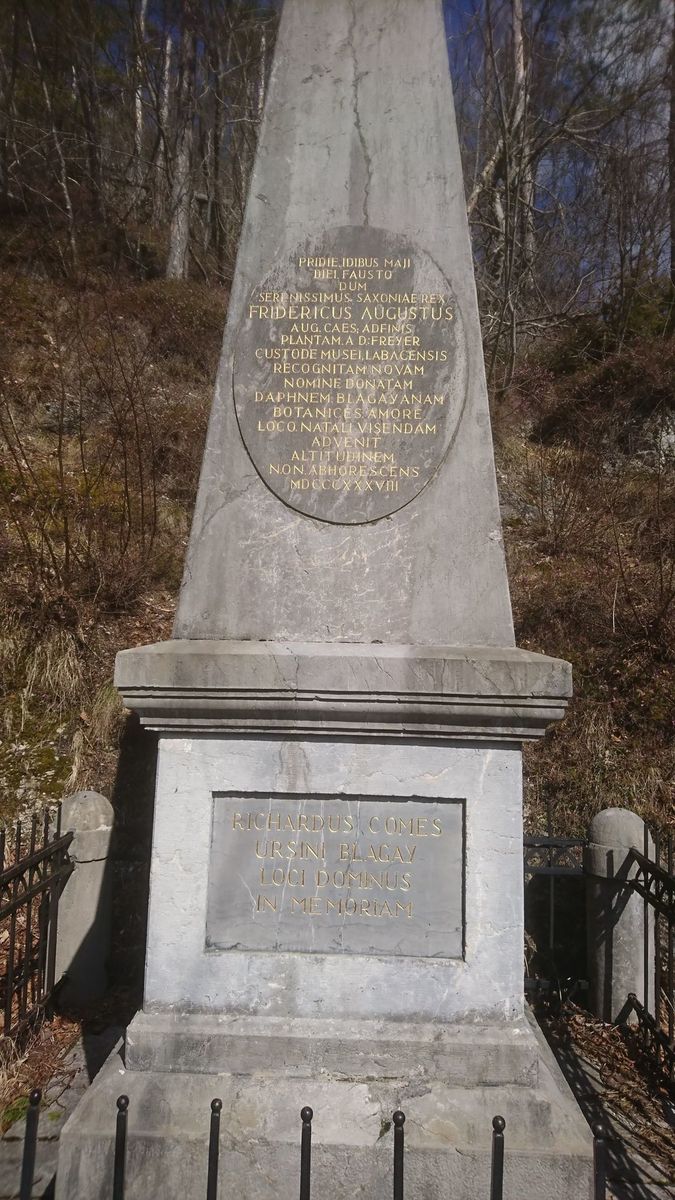 PRIDIE. IDIBUS MAJI
DIEI. FAUSTO
DUM
SERENISSIMUS. SAXONIAE REX
FRIDERICUS AUGUSTUS
AUG. CAES; ADFINIS
PLANTAM. A D: FREYER
CUSTODE MUSEI, LABACENSIS
RECOGNITAM. NOVAM
NOMINE DONATAM
DAPHNEM: BLAGAYANAM
BOTANICES: AMORE
LOCO. NATALI VISENDAM
ADVENIT
ALTITUDINEM
NON. ABHORESCENS
MDCCCXXXVIII
RICHARDUS COMES
URSINI BLAGAY
LOCI DOMINUS
IN MEMORIAM